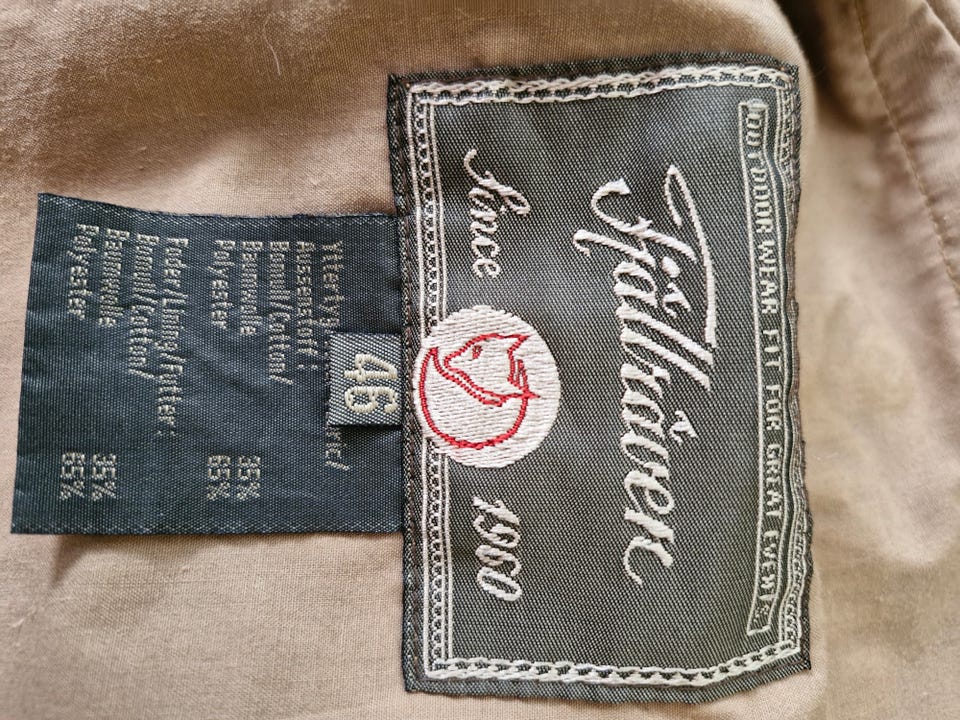 OUTDOOR WEAR FIT FOR GREAT EVENTS
Fjällräven
Since 1960
46
Aussenstoff:
Bomull/Cotton/
Baumwolle 35%
Polyester 65%
Foder/Lining/Futter:
Bomull/Cotton/
Baumwolle 35%
Polyester 65%